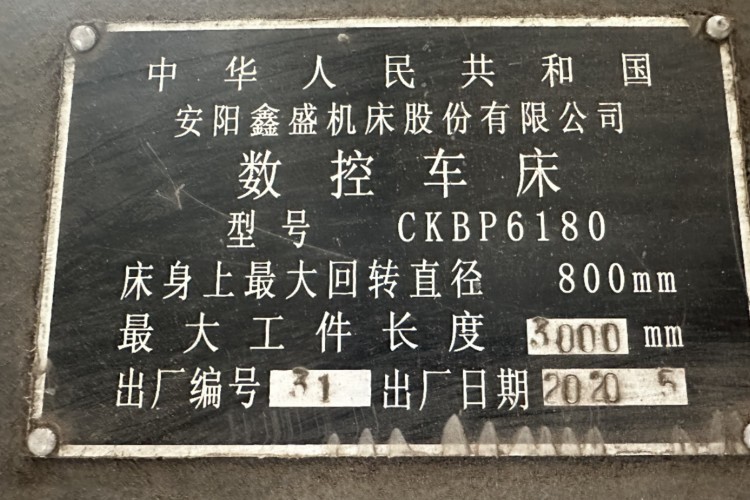 中华人民共和国
安阳鑫盛机床股份有限公司
数控车床
型号 CKBP6180
床身上最大回转直径 800mm
最大工件长度 3000 mm
出厂编号 31 出厂日期 2020 5